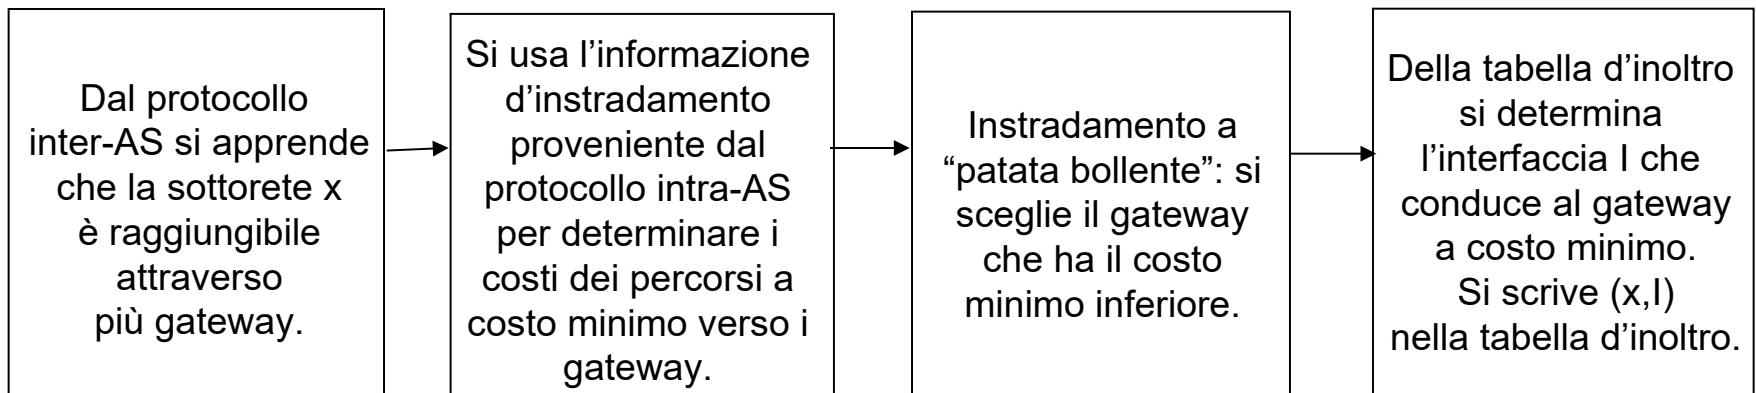 Dal protocollo
inter-AS si apprende
che la sottorete x
è raggiungibile
attraverso
più gateway.
Si usa l’informazione
d’instradamento
proveniente dal
protocollo intra-AS
per determinare i
costi dei percorsi a
costo minimo verso i
gateway.
Instradamento a
“patata bollente”: si
sceglie il gateway
che ha il costo
minimo inferiore.
Della tabella d’inoltro
si determina
l’interfaccia I che
conduce al gateway
a costo minimo.
Si scrive (x,I)
nella tabella d’inoltro.